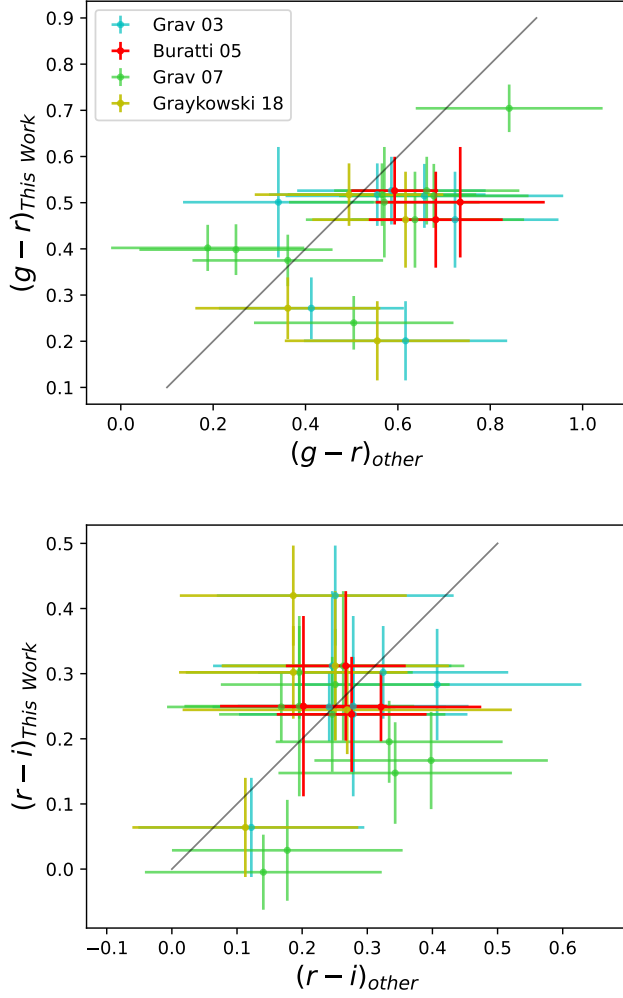 0.9
0.8
0.7
0.6
0.5
0.4
0.3
0.2
0.1
(g − r)This Work
Grav 03
Buratti 05
Grav 07
Graykowski 18
0.0 0.2 0.4 0.6 0.8 1.0
(g − r)other
0.5
0.4
0.3
0.2
0.1
0.0
(r − i)This Work
−0.1 0.0 0.1 0.2 0.3 0.4 0.5 0.6
(r − i)other